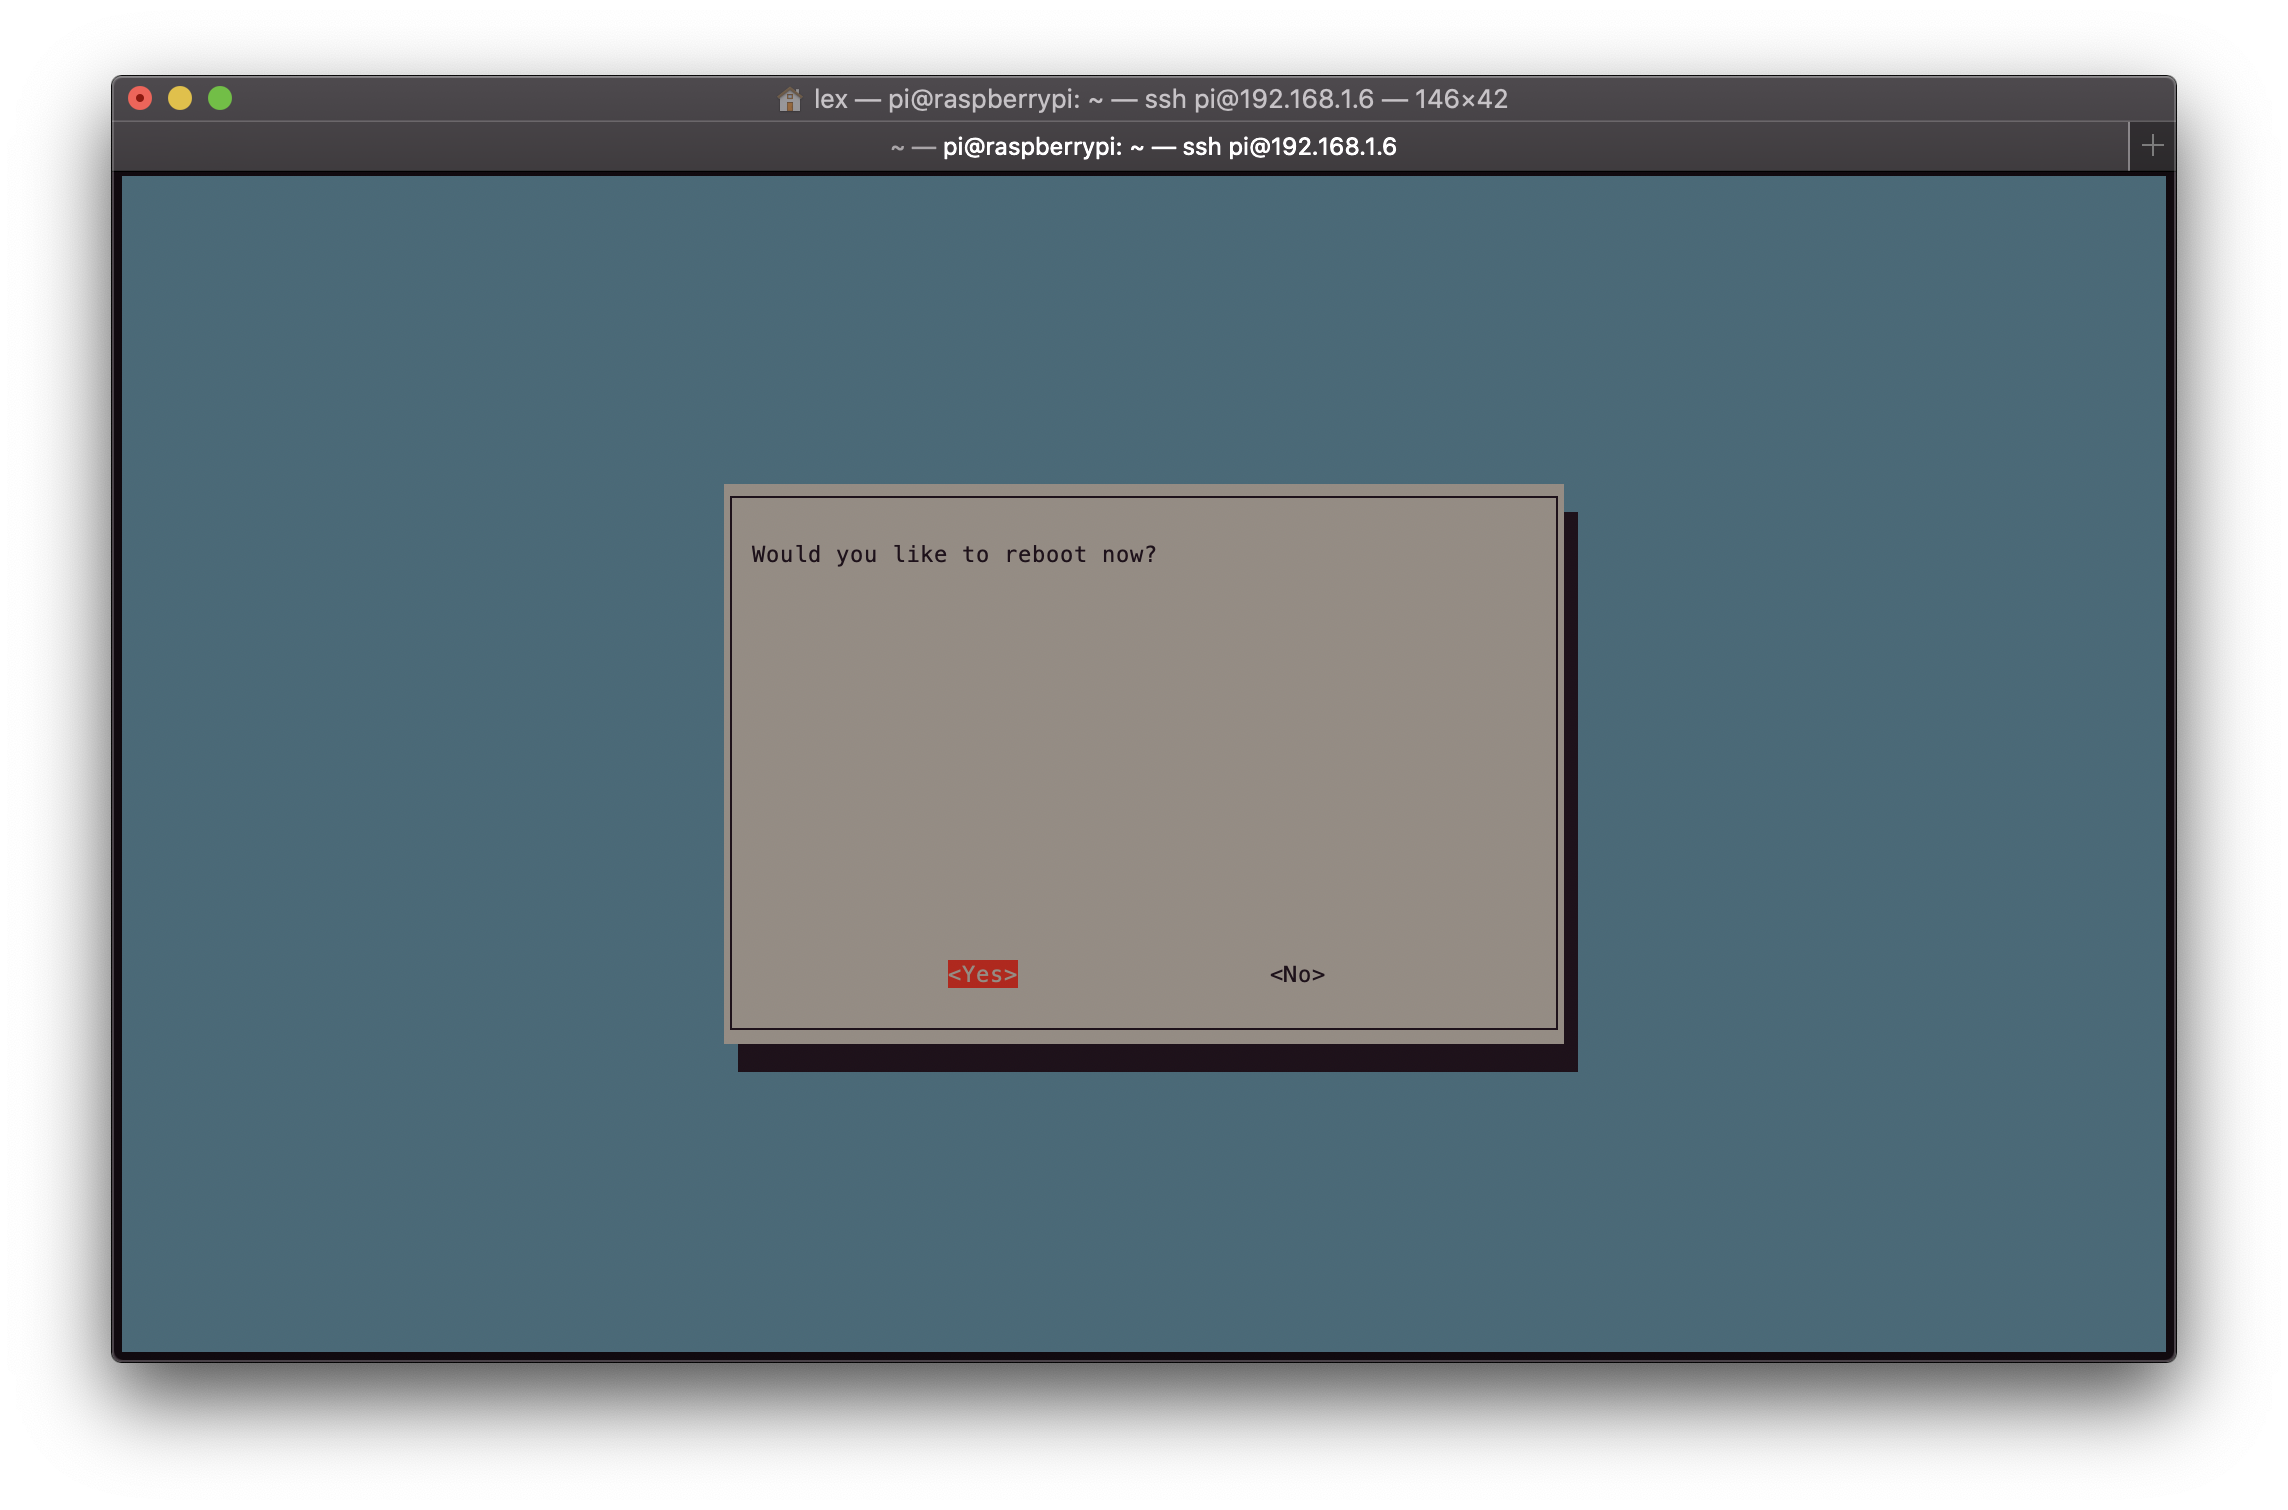 lex — pi@raspberrypi: ~ — ssh pi@192.168.1.6 — 146×42
~ — pi@raspberrypi: ~ — ssh pi@192.168.1.6
Would you like to reboot now?
<Yes> <No>